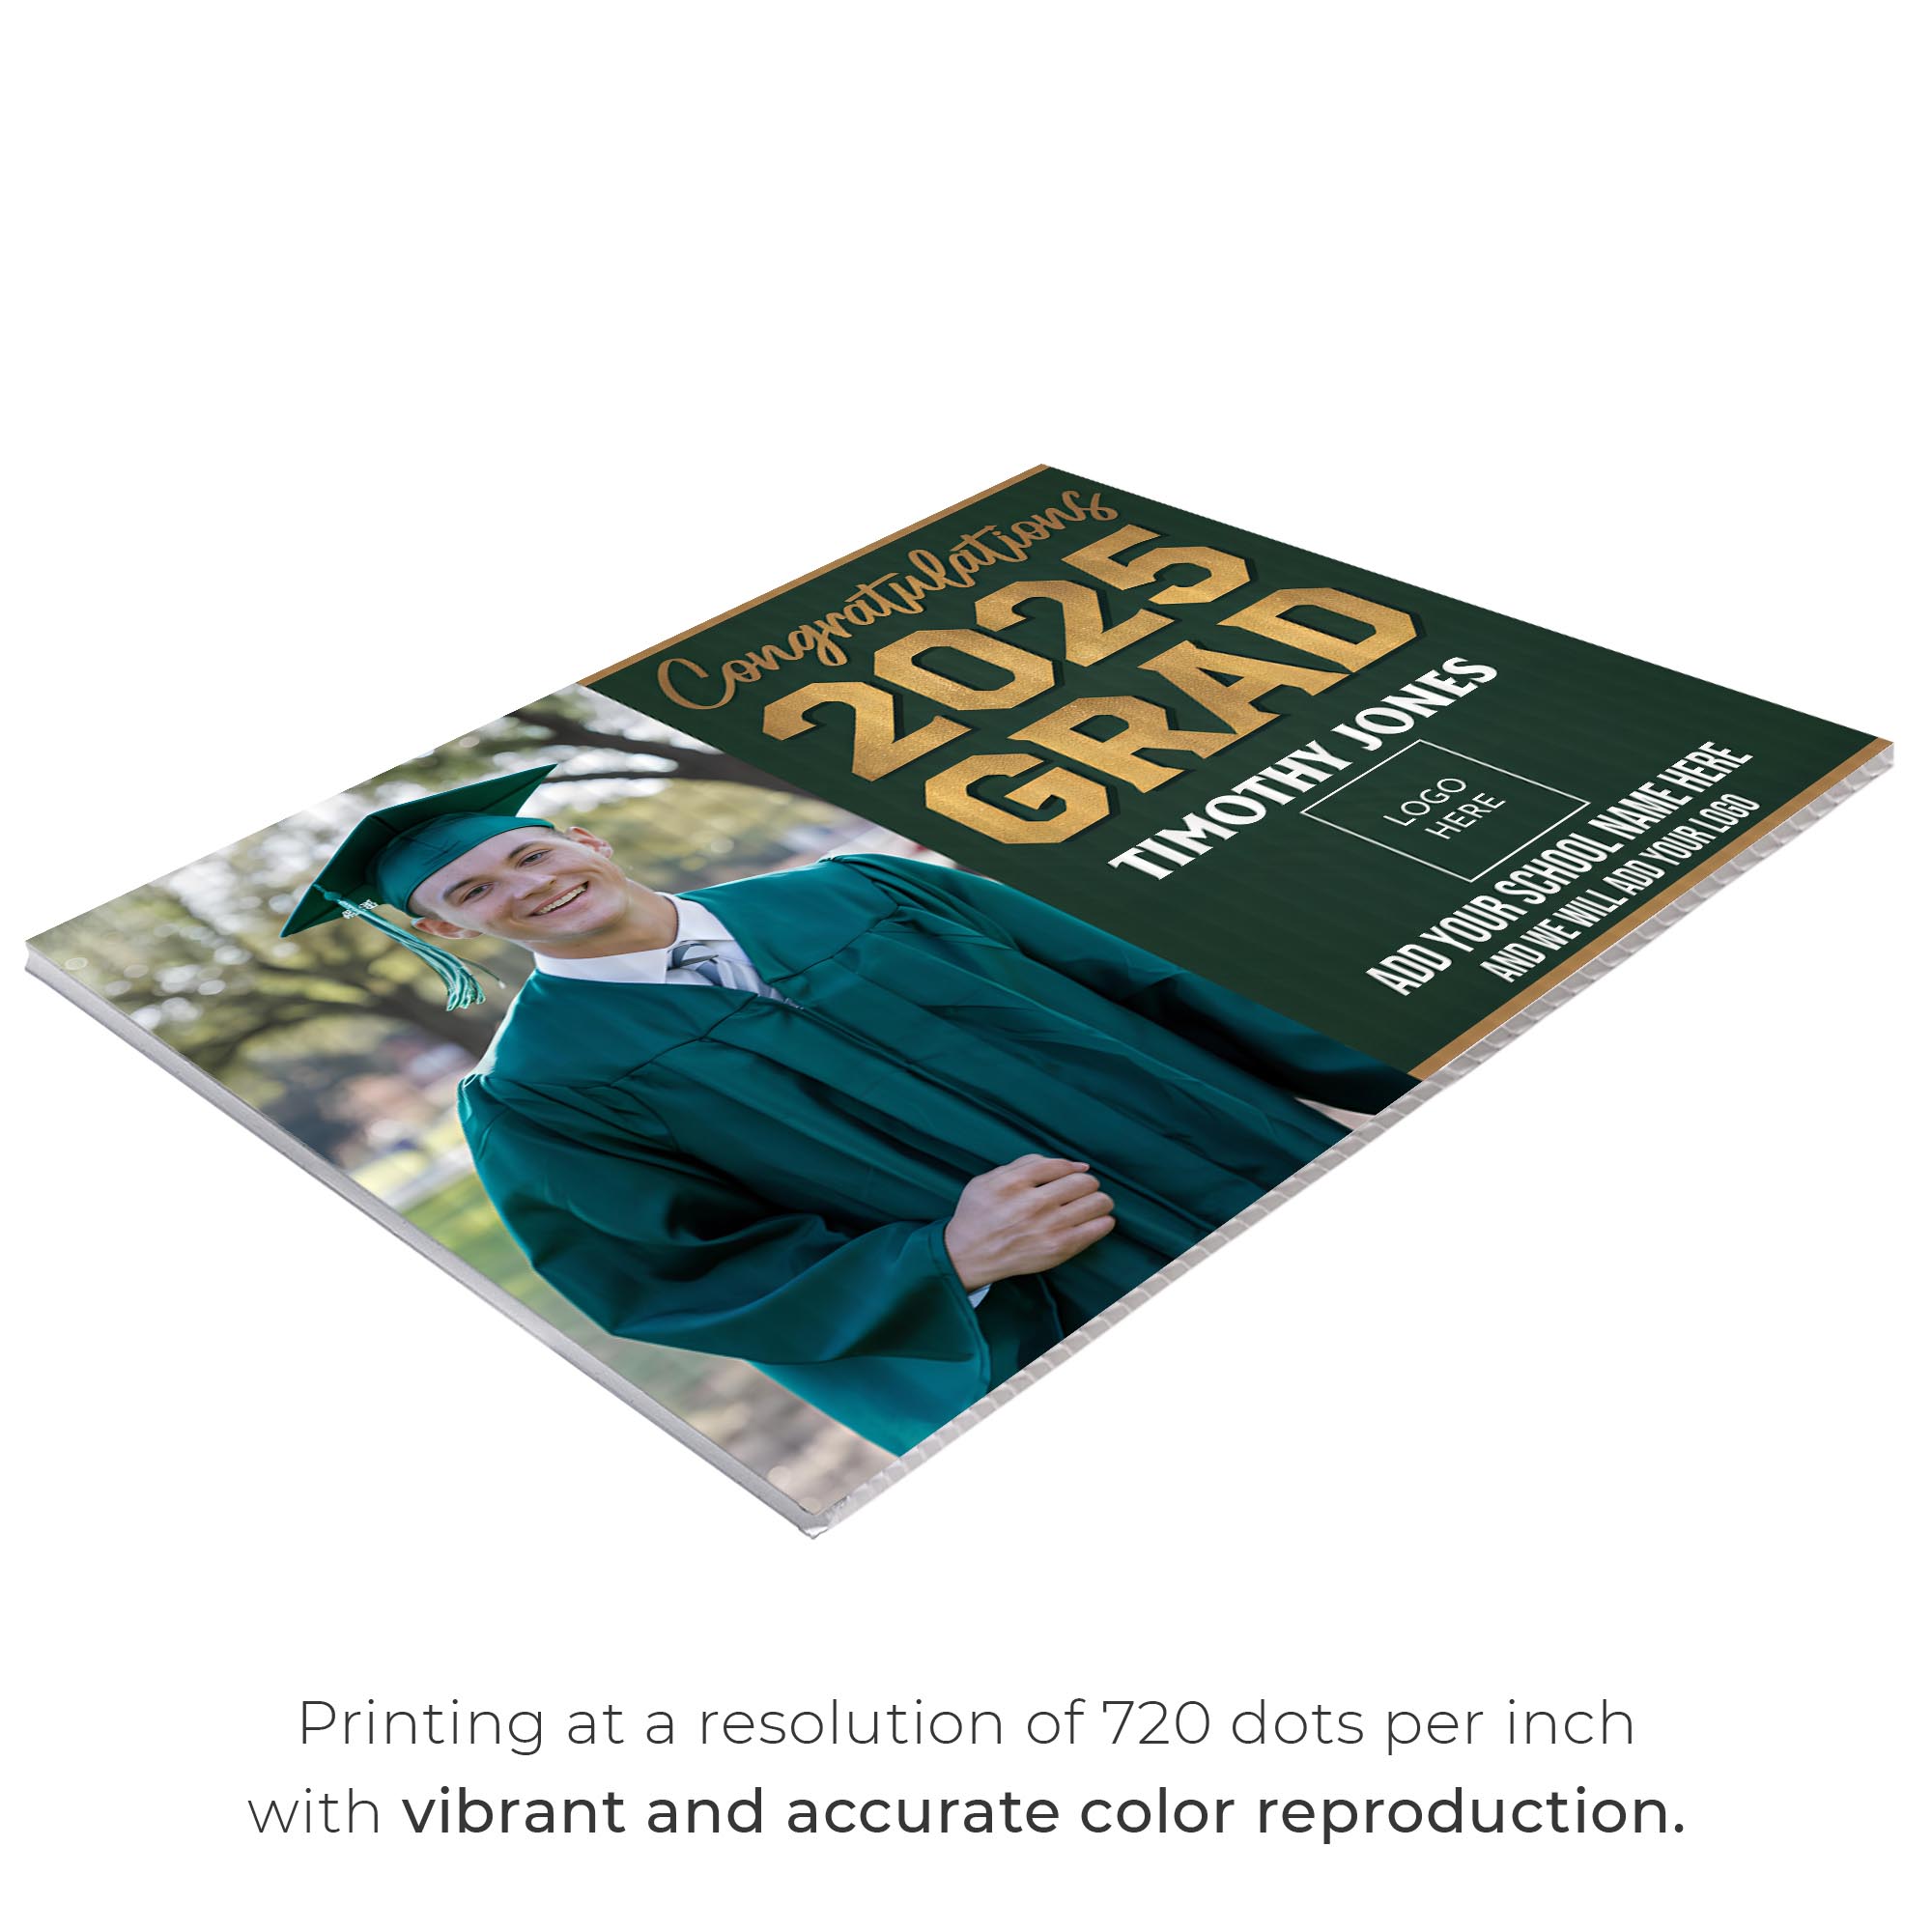 Congratulations
2025
GRAD
TIMOTHY JONES
LOGO
HERE
ADD YOUR SCHOOL NAME HERE
AND WE WILL ADD YOUR LOGO
Printing at a resolution of 720 dots per inch
with vibrant and accurate color reproduction.